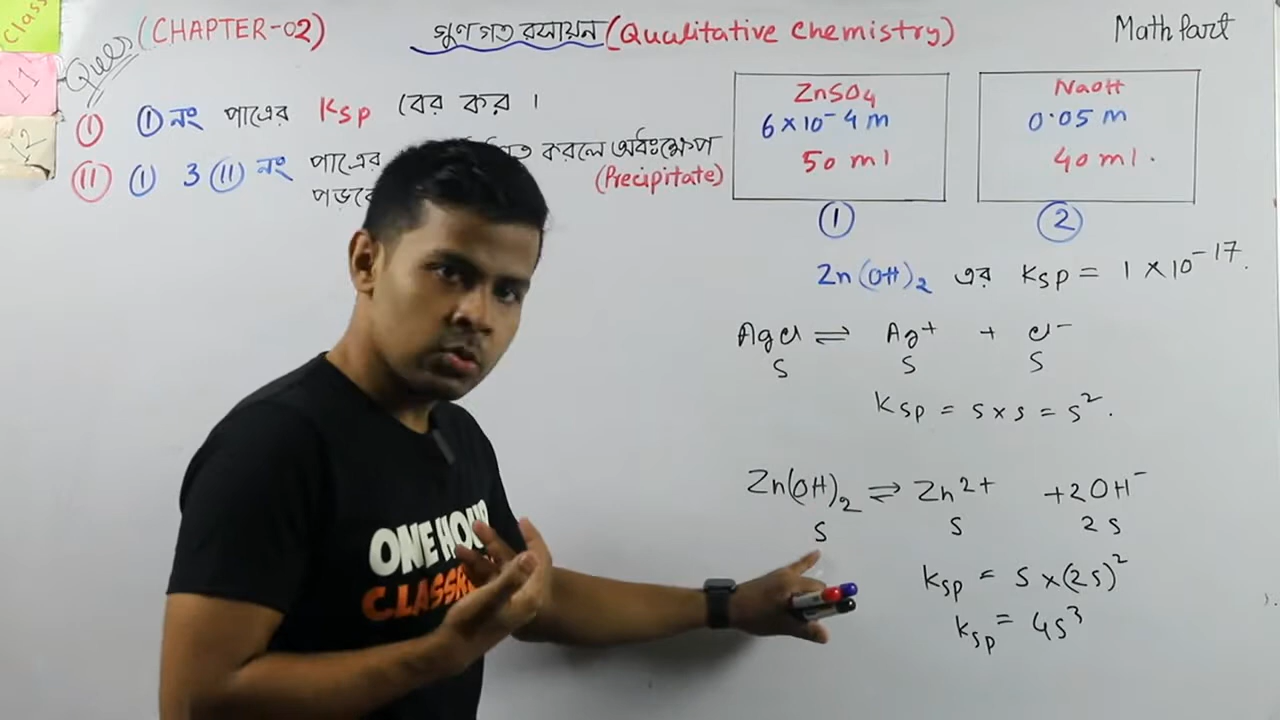 Class
11
12
Ques
(CHAPTER-02)
গুণগত রসায়ন (Qualitative Chemistry)
Math Part
I ① নং পাত্রের Ksp বের কর ।
II ① 3 ⑪ নং পাত্রের করলে অধঃক্ষেপ
(Precipitate)
ZnSO4
6 × 10-4 m
50 ml
①
NaOH
0.05 m
40 ml.
②
Zn(OH)₂ এর Ksp = 1 × 10⁻¹⁷.
AgCl ⇌ Ag⁺ + Cl⁻
S S S
Ksp = s × s = s².
Zn(OH)₂ ⇌ Zn²⁺ + 2OH⁻
S S 2S
Ksp = S × (2S)²
Ksp = 4S³
ONE HOUR
CLASSR